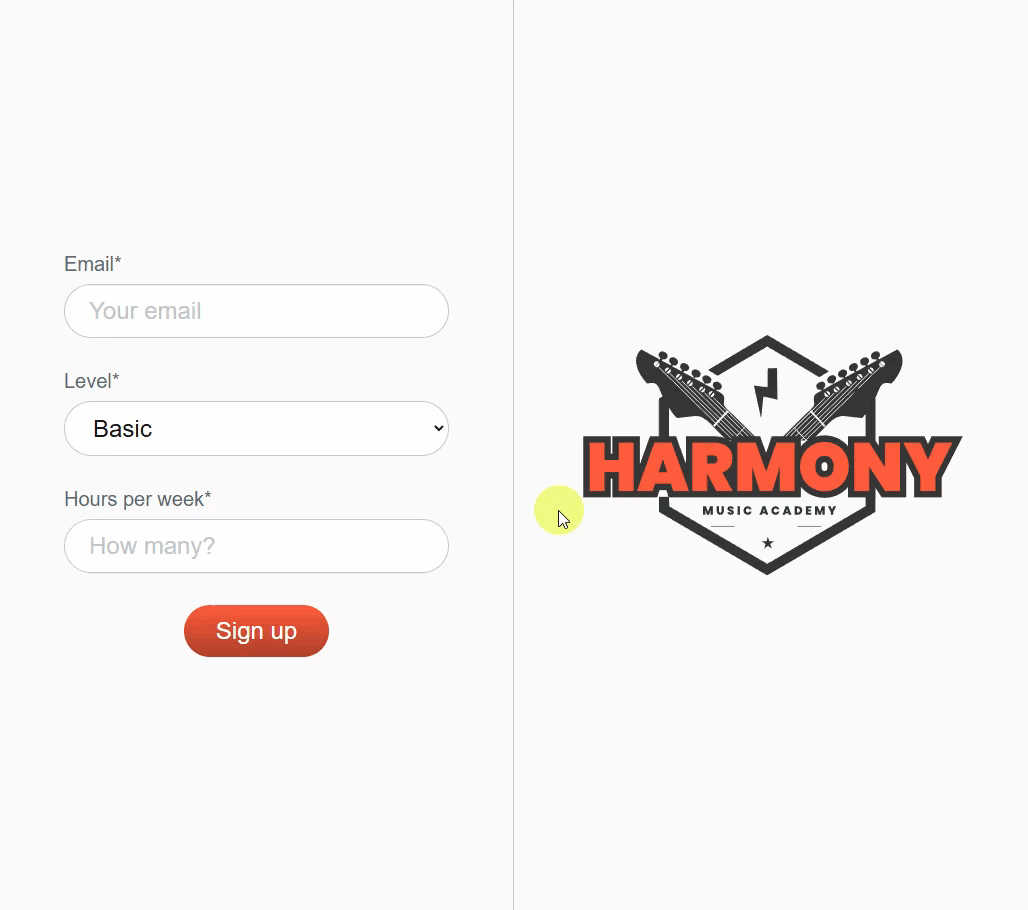 Email*
Your email
Level*
Basic
Hours per week*
How many?
Sign up
HARMONY
MUSIC ACADEMY